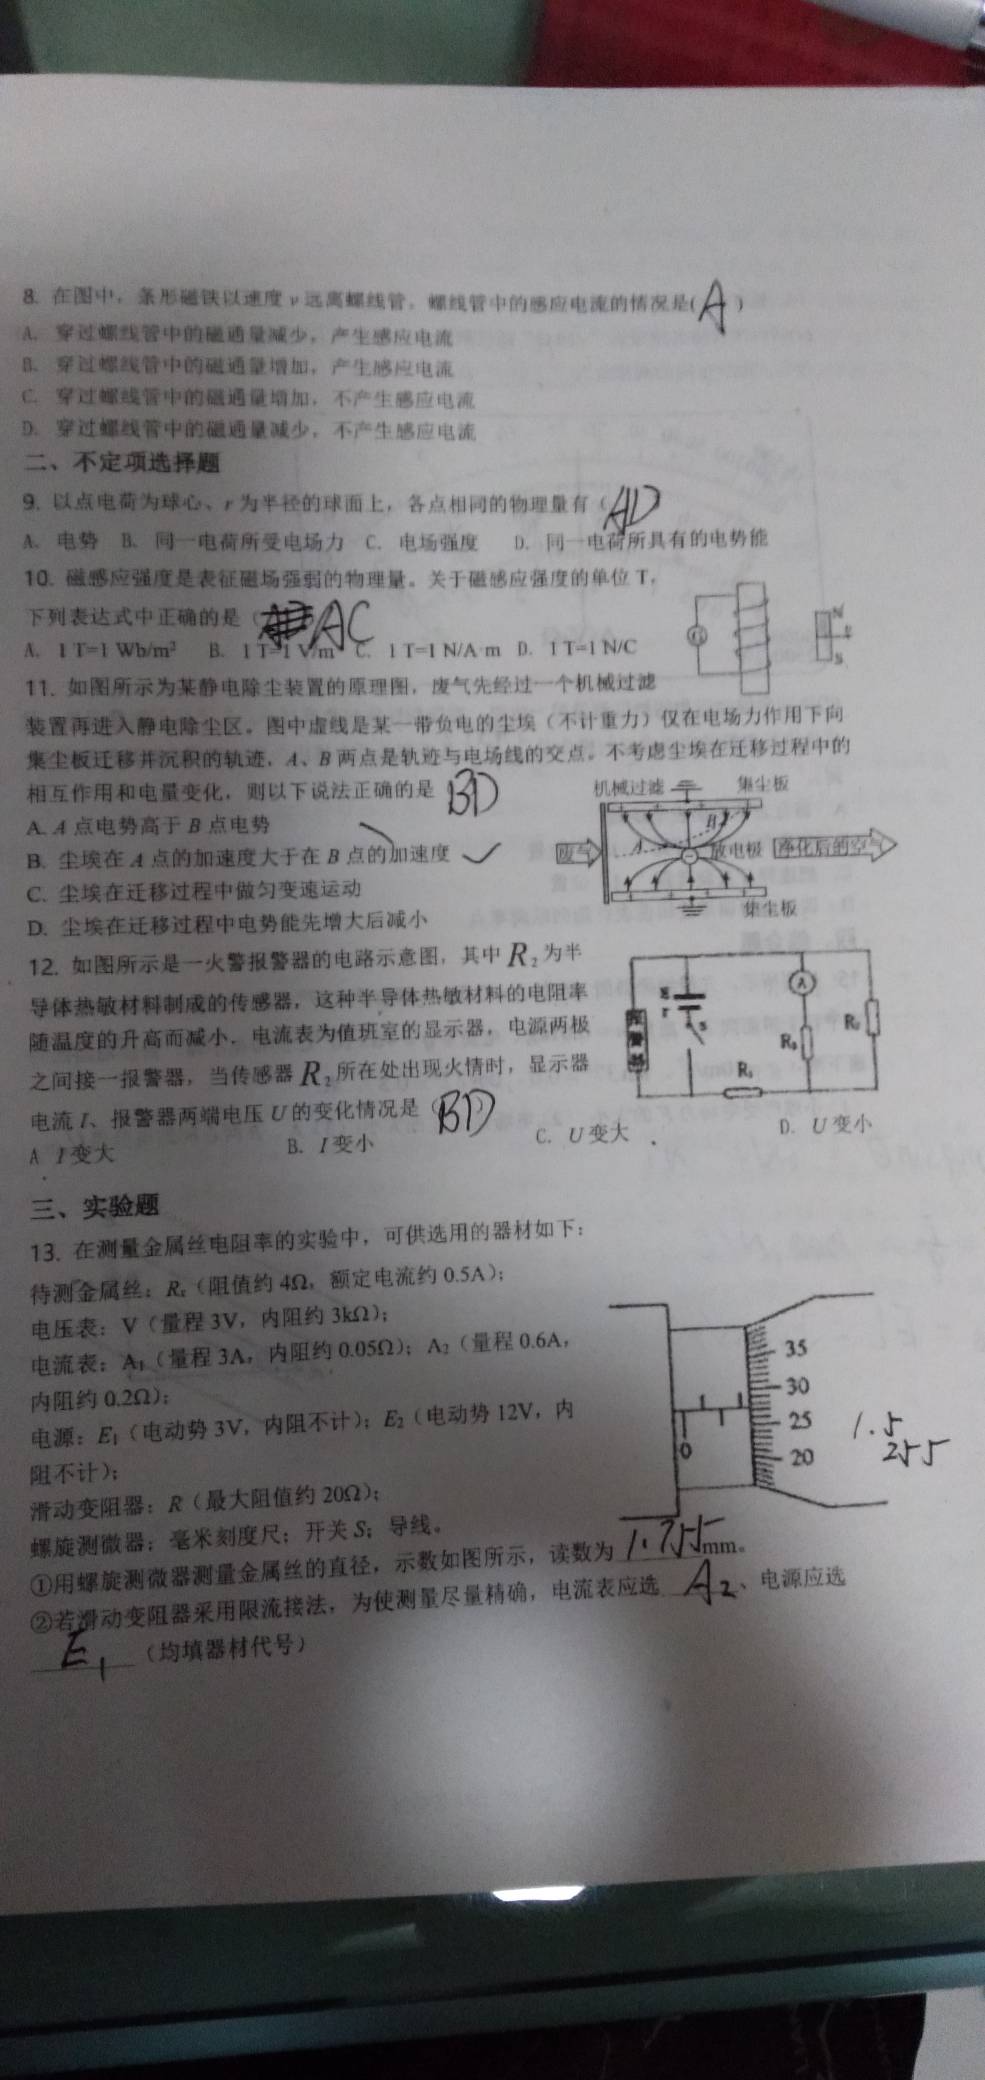 8. 在图中，条形磁铁以速度 v 远离螺线管，螺线管中的感应电流的情况是( A )
A. 穿过螺线管中的磁通量减少，产生感应电流
B. 穿过螺线管中的磁通量增加，产生感应电流
C. 穿过螺线管中的磁通量增加，不产生感应电流
D. 穿过螺线管中的磁通量减少，不产生感应电流
二、不定项选择题
9. 以点电荷为球心、r 为半径的球面上，各点相同的物理量有（ AD
A. 电势 B. 同一电荷所受电场力 C. 电场强度 D. 同一电荷所具有的电势能
10. 磁感应强度是表征磁场强弱的物理量。关于磁感应强度的单位 T，
下列表达式中正确的是（ AC
A. 1 T=1 Wb/m² B. 1 T=1 V/m C. 1 T=1 N/A·m D. 1 T=1 N/C
G
N
S
11. 如图所示为某静电除尘装置的原理图，废气先经过一个机械过滤
装置再进入静电除尘区。图中虚线是某一带负电的尘埃（不计重力）仅在电场力作用下向
集尘板迁移并沉积的轨迹，A、B 两点是轨迹与电场线的交点。不考虑尘埃在迁移过程中的
相互作用和电量变化，则以下说法正确的是 BD
A. A 点电势高于 B 点电势
B. 尘埃在 A 点的加速度大于在 B 点的加速度
C. 尘埃在迁移过程中做匀变速运动
D. 尘埃在迁移过程中电势能先增大后减小
机械过滤 集尘板
B
废气 A 放电极 净化后的空气
集尘板
12. 如图所示是一火警报警器的电路示意图，其中 R₂ 为半
导体热敏材料制成的传感器，这种半导体热敏材料的电阻率
随温度的升高而减小，电流表为值班室的显示器，电源两极
之间接一报警器，当传感器 R₂ 所在处出现火情时，显示器
电流 I、报警器两端电压 U 的变化情况是（ BD ）
A I 变大 B. I 变小 C. U 变大 D. U 变小
A
E
r
S
报警器
R₃
R₂
R₁
三、实验题
13. 在测量金属丝电阻率的实验中，可供选用的器材如下：
待测金属丝：Rₓ（阻值约 4Ω，额定电流约 0.5A）；
电压表：V（量程 3V，内阻约 3kΩ）；
电流表：A₁（量程 3A，内阻约 0.05Ω）；A₂（量程 0.6A，
内阻约 0.2Ω）；
电源：E₁（电动势 3V，内阻不计）；E₂（电动势 12V，内
阻不计）；
滑动变阻器：R（最大阻值约 20Ω）；
螺旋测微器；毫米刻度尺；开关 S；导线。
35
30
25
20
0
1.5
255
①用螺旋测微器测量金属丝的直径，示数如图所示，读数为 1.755 mm。
②若滑动变阻器采用限流接法，为使测量尽量精确，电流表应选 A₂、电源应选
E₁ （均填器材代号）